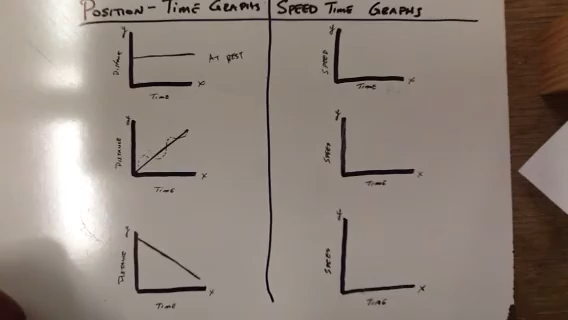 POSITION-TIME GRAPHS
SPEED TIME GRAPHS
y
DISTANCE
AT REST
TIME
x
y
SPEED
TIME
x
DISTANCE
TIME
x
y
SPEED
TIME
x
DISTANCE
TIME
x
y
SPEED
TIME
x